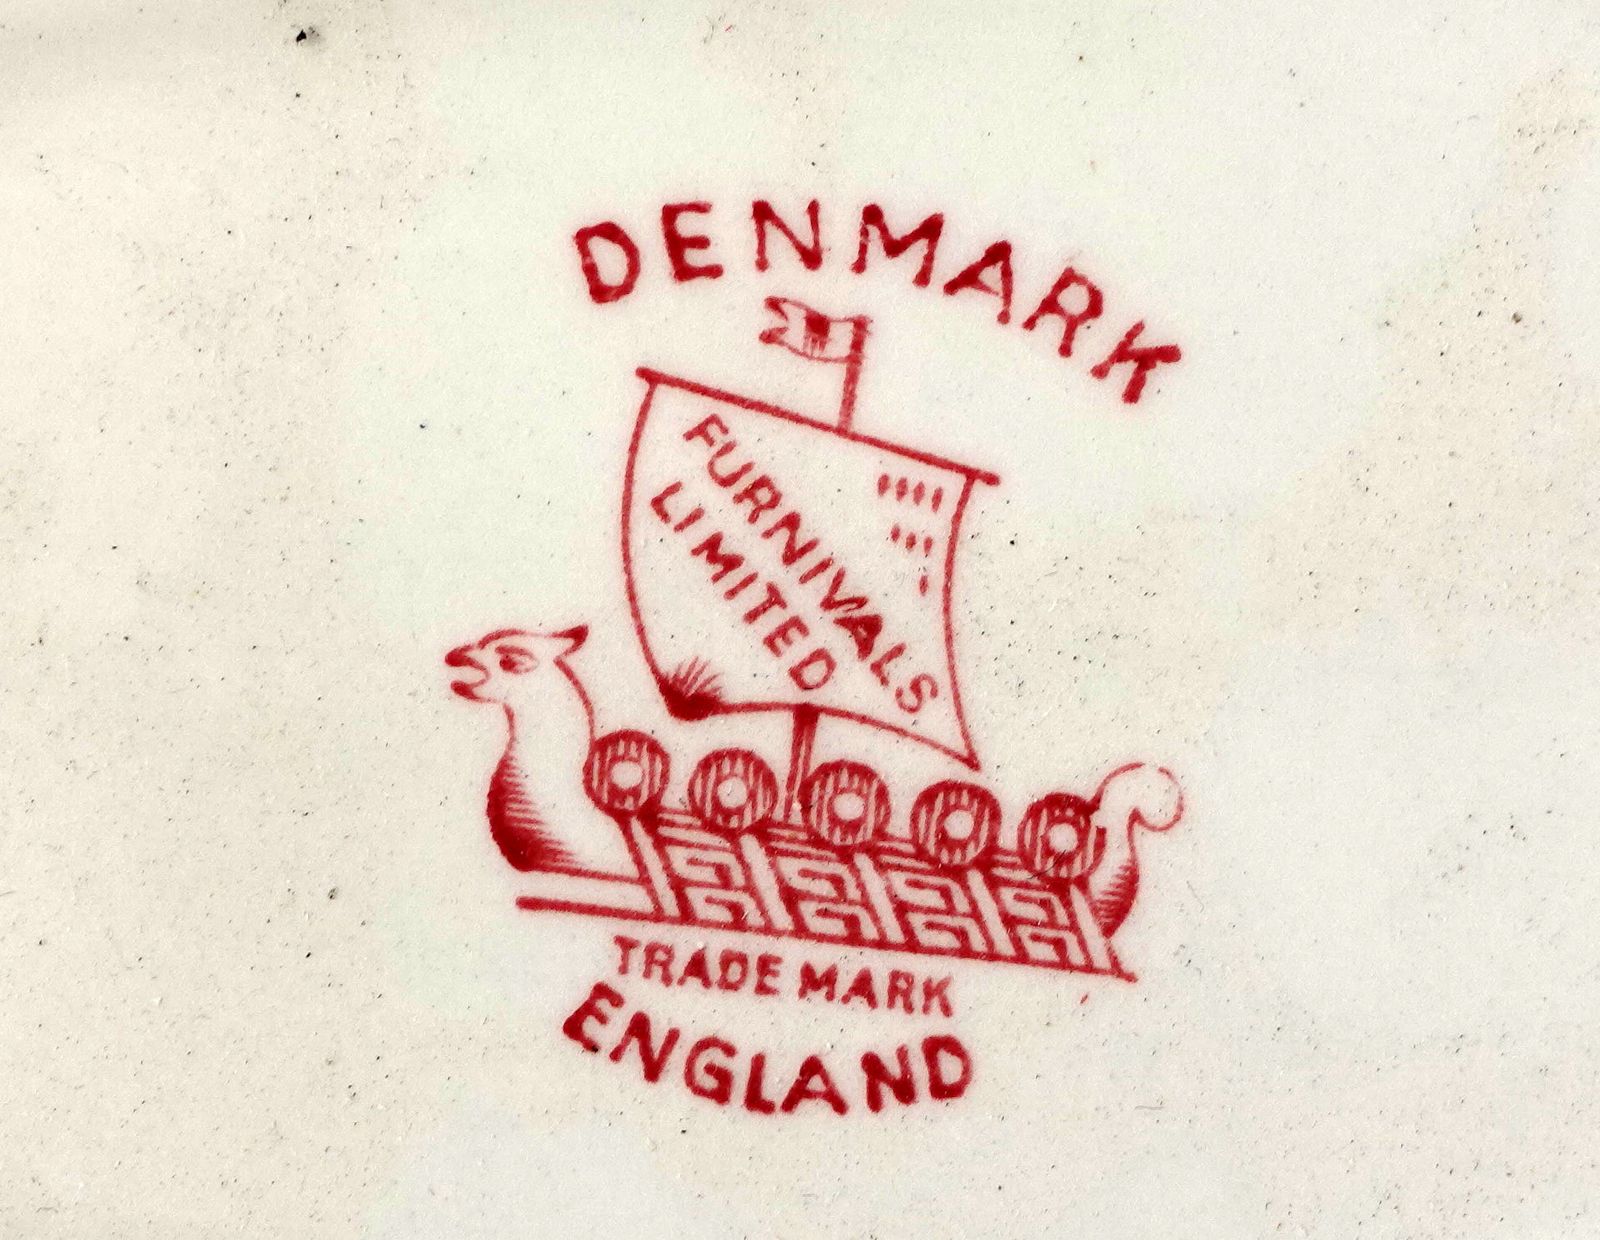 DENMARK
FURNIVALS
LIMITED
TRADE MARK
ENGLAND